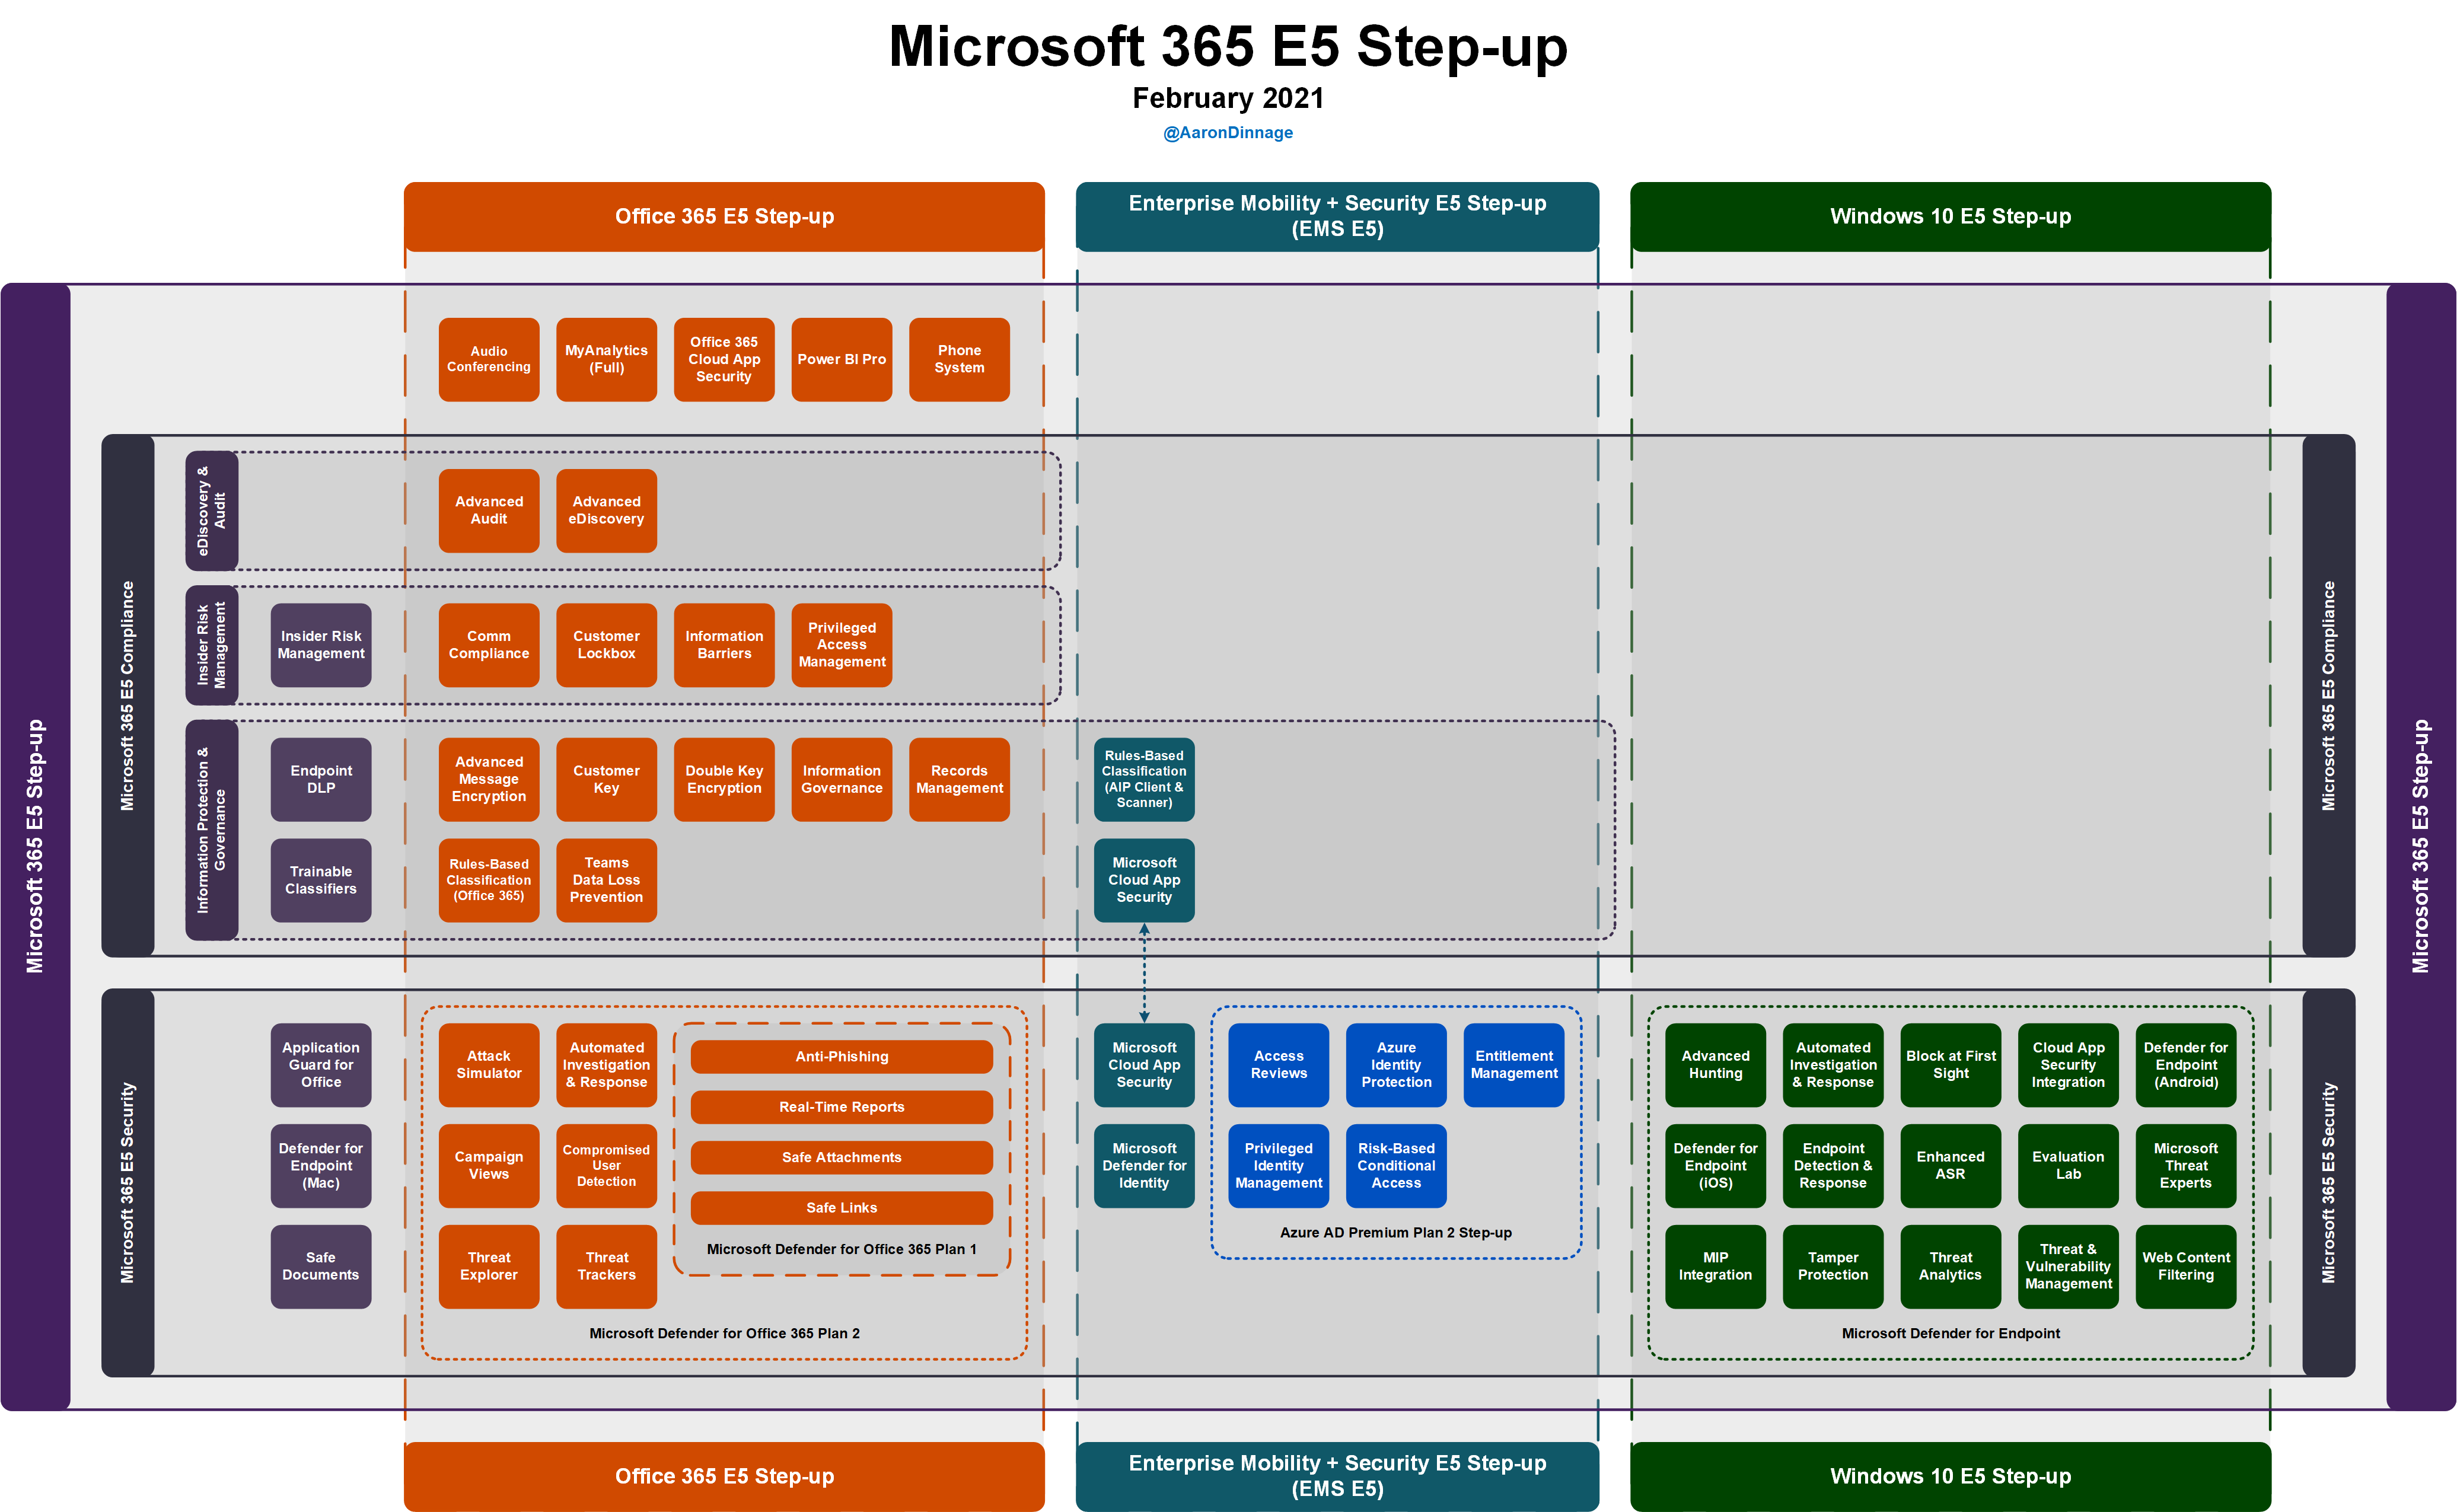 Microsoft 365 E5 Step-up
February 2021
@AaronDinnage
Office 365 E5 Step-up
Enterprise Mobility + Security E5 Step-up
(EMS E5)
Windows 10 E5 Step-up
Microsoft 365 E5 Step-up
Audio
Conferencing
MyAnalytics
(Full)
Office 365
Cloud App
Security
Power BI Pro
Phone
System
Microsoft 365 E5 Step-up
Microsoft 365 E5 Compliance
eDiscovery &
Audit
Advanced
Audit
Advanced
eDiscovery
Insider Risk
Management
Insider Risk
Management
Comm
Compliance
Customer
Lockbox
Information
Barriers
Privileged
Access
Management
Information Protection &
Governance
Endpoint
DLP
Advanced
Message
Encryption
Customer
Key
Double Key
Encryption
Information
Governance
Records
Management
Rules-Based
Classification
(AIP Client &
Scanner)
Trainable
Classifiers
Rules-Based
Classification
(Office 365)
Teams
Data Loss
Prevention
Microsoft
Cloud App
Security
Microsoft 365 E5 Compliance
Microsoft 365 E5 Security
Application
Guard for
Office
Defender for
Endpoint
(Mac)
Safe
Documents
Attack
Simulator
Automated
Investigation
& Response
Campaign
Views
Compromised
User
Detection
Threat
Explorer
Threat
Trackers
Anti-Phishing
Real-Time Reports
Safe Attachments
Safe Links
Microsoft Defender for Office 365 Plan 1
Microsoft Defender for Office 365 Plan 2
Microsoft
Cloud App
Security
Microsoft
Defender for
Identity
Access
Reviews
Azure
Identity
Protection
Entitlement
Management
Privileged
Identity
Management
Risk-Based
Conditional
Access
Azure AD Premium Plan 2 Step-up
Advanced
Hunting
Automated
Investigation
& Response
Block at First
Sight
Cloud App
Security
Integration
Defender for
Endpoint
(Android)
Defender for
Endpoint
(iOS)
Endpoint
Detection &
Response
Enhanced
ASR
Evaluation
Lab
Microsoft
Threat
Experts
MIP
Integration
Tamper
Protection
Threat
Analytics
Threat &
Vulnerability
Management
Web Content
Filtering
Microsoft Defender for Endpoint
Microsoft 365 E5 Security
Office 365 E5 Step-up
Enterprise Mobility + Security E5 Step-up
(EMS E5)
Windows 10 E5 Step-up